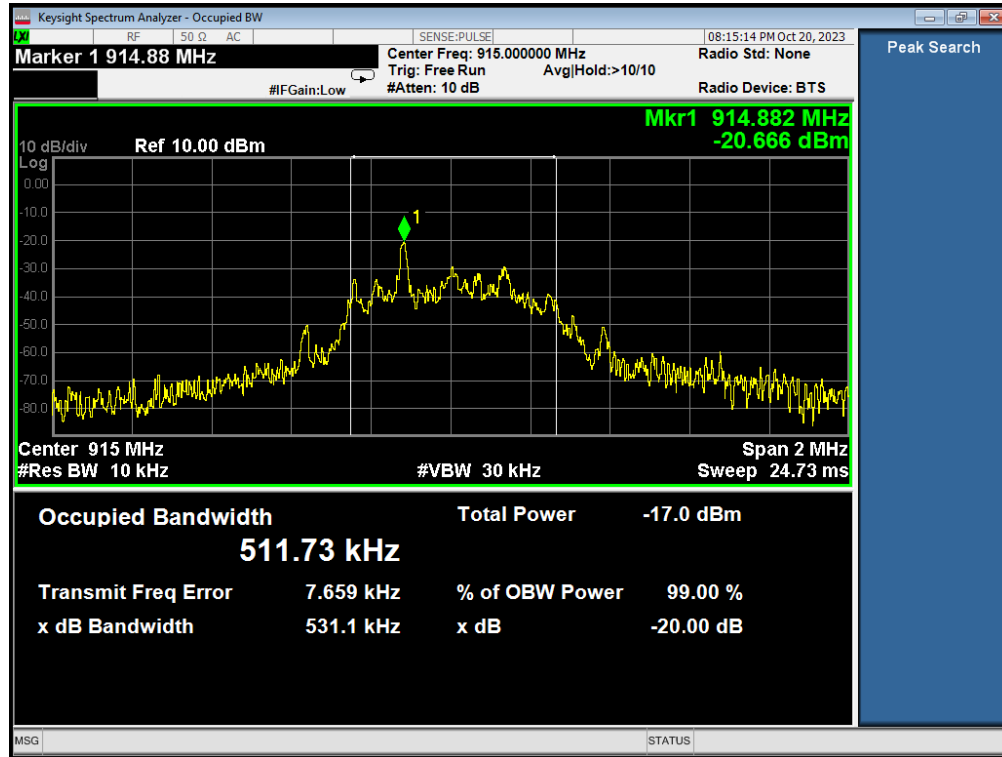 Keysight Spectrum Analyzer - Occupied BW
LXI RF 50 Ω AC SENSE:PULSE 08:15:14 PM Oct 20, 2023
Marker 1 914.88 MHz
Center Freq: 915.000000 MHz
Radio Std: None
Trig: Free Run Avg|Hold:>10/10
#IFGain:Low
#Atten: 10 dB
Radio Device: BTS
Peak Search
Mkr1 914.882 MHz
-20.666 dBm
10 dB/div Ref 10.00 dBm
Log
0.00
-10.0
-20.0
-30.0
-40.0
-50.0
-60.0
-70.0
-80.0
1
Center 915 MHz Span 2 MHz
#Res BW 10 kHz #VBW 30 kHz Sweep 24.73 ms
Occupied Bandwidth Total Power -17.0 dBm
511.73 kHz
Transmit Freq Error 7.659 kHz % of OBW Power 99.00 %
x dB Bandwidth 531.1 kHz x dB -20.00 dB
MSG STATUS